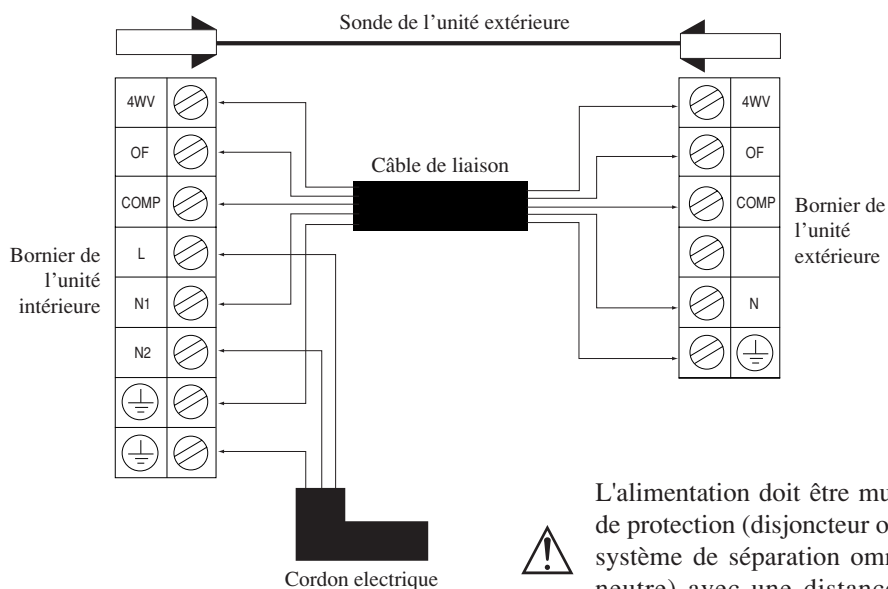 Sonde de l’unité extérieure
4WV
OF
COMP
L
N1
N2
Bornier de
l’unité
intérieure
Câble de liaison
4WV
OF
COMP
N
Bornier de
l’unité
extérieure
Cordon electrique
L'alimentation doit être
de protection (disjoncteur
système de séparation
neutre) avec une distance